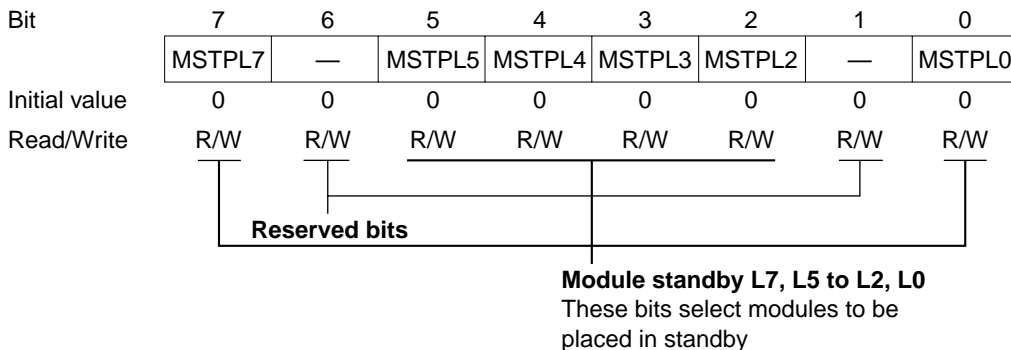 Bit 7 6 5 4 3 2 1 0
MSTPL7 — MSTPL5 MSTPL4 MSTPL3 MSTPL2 — MSTPL0
Initial value 0 0 0 0 0 0 0 0
Read/Write R/W R/W R/W R/W R/W R/W R/W R/W
Reserved bits
Module standby L7, L5 to L2, L0
These bits select modules to be
placed in standby